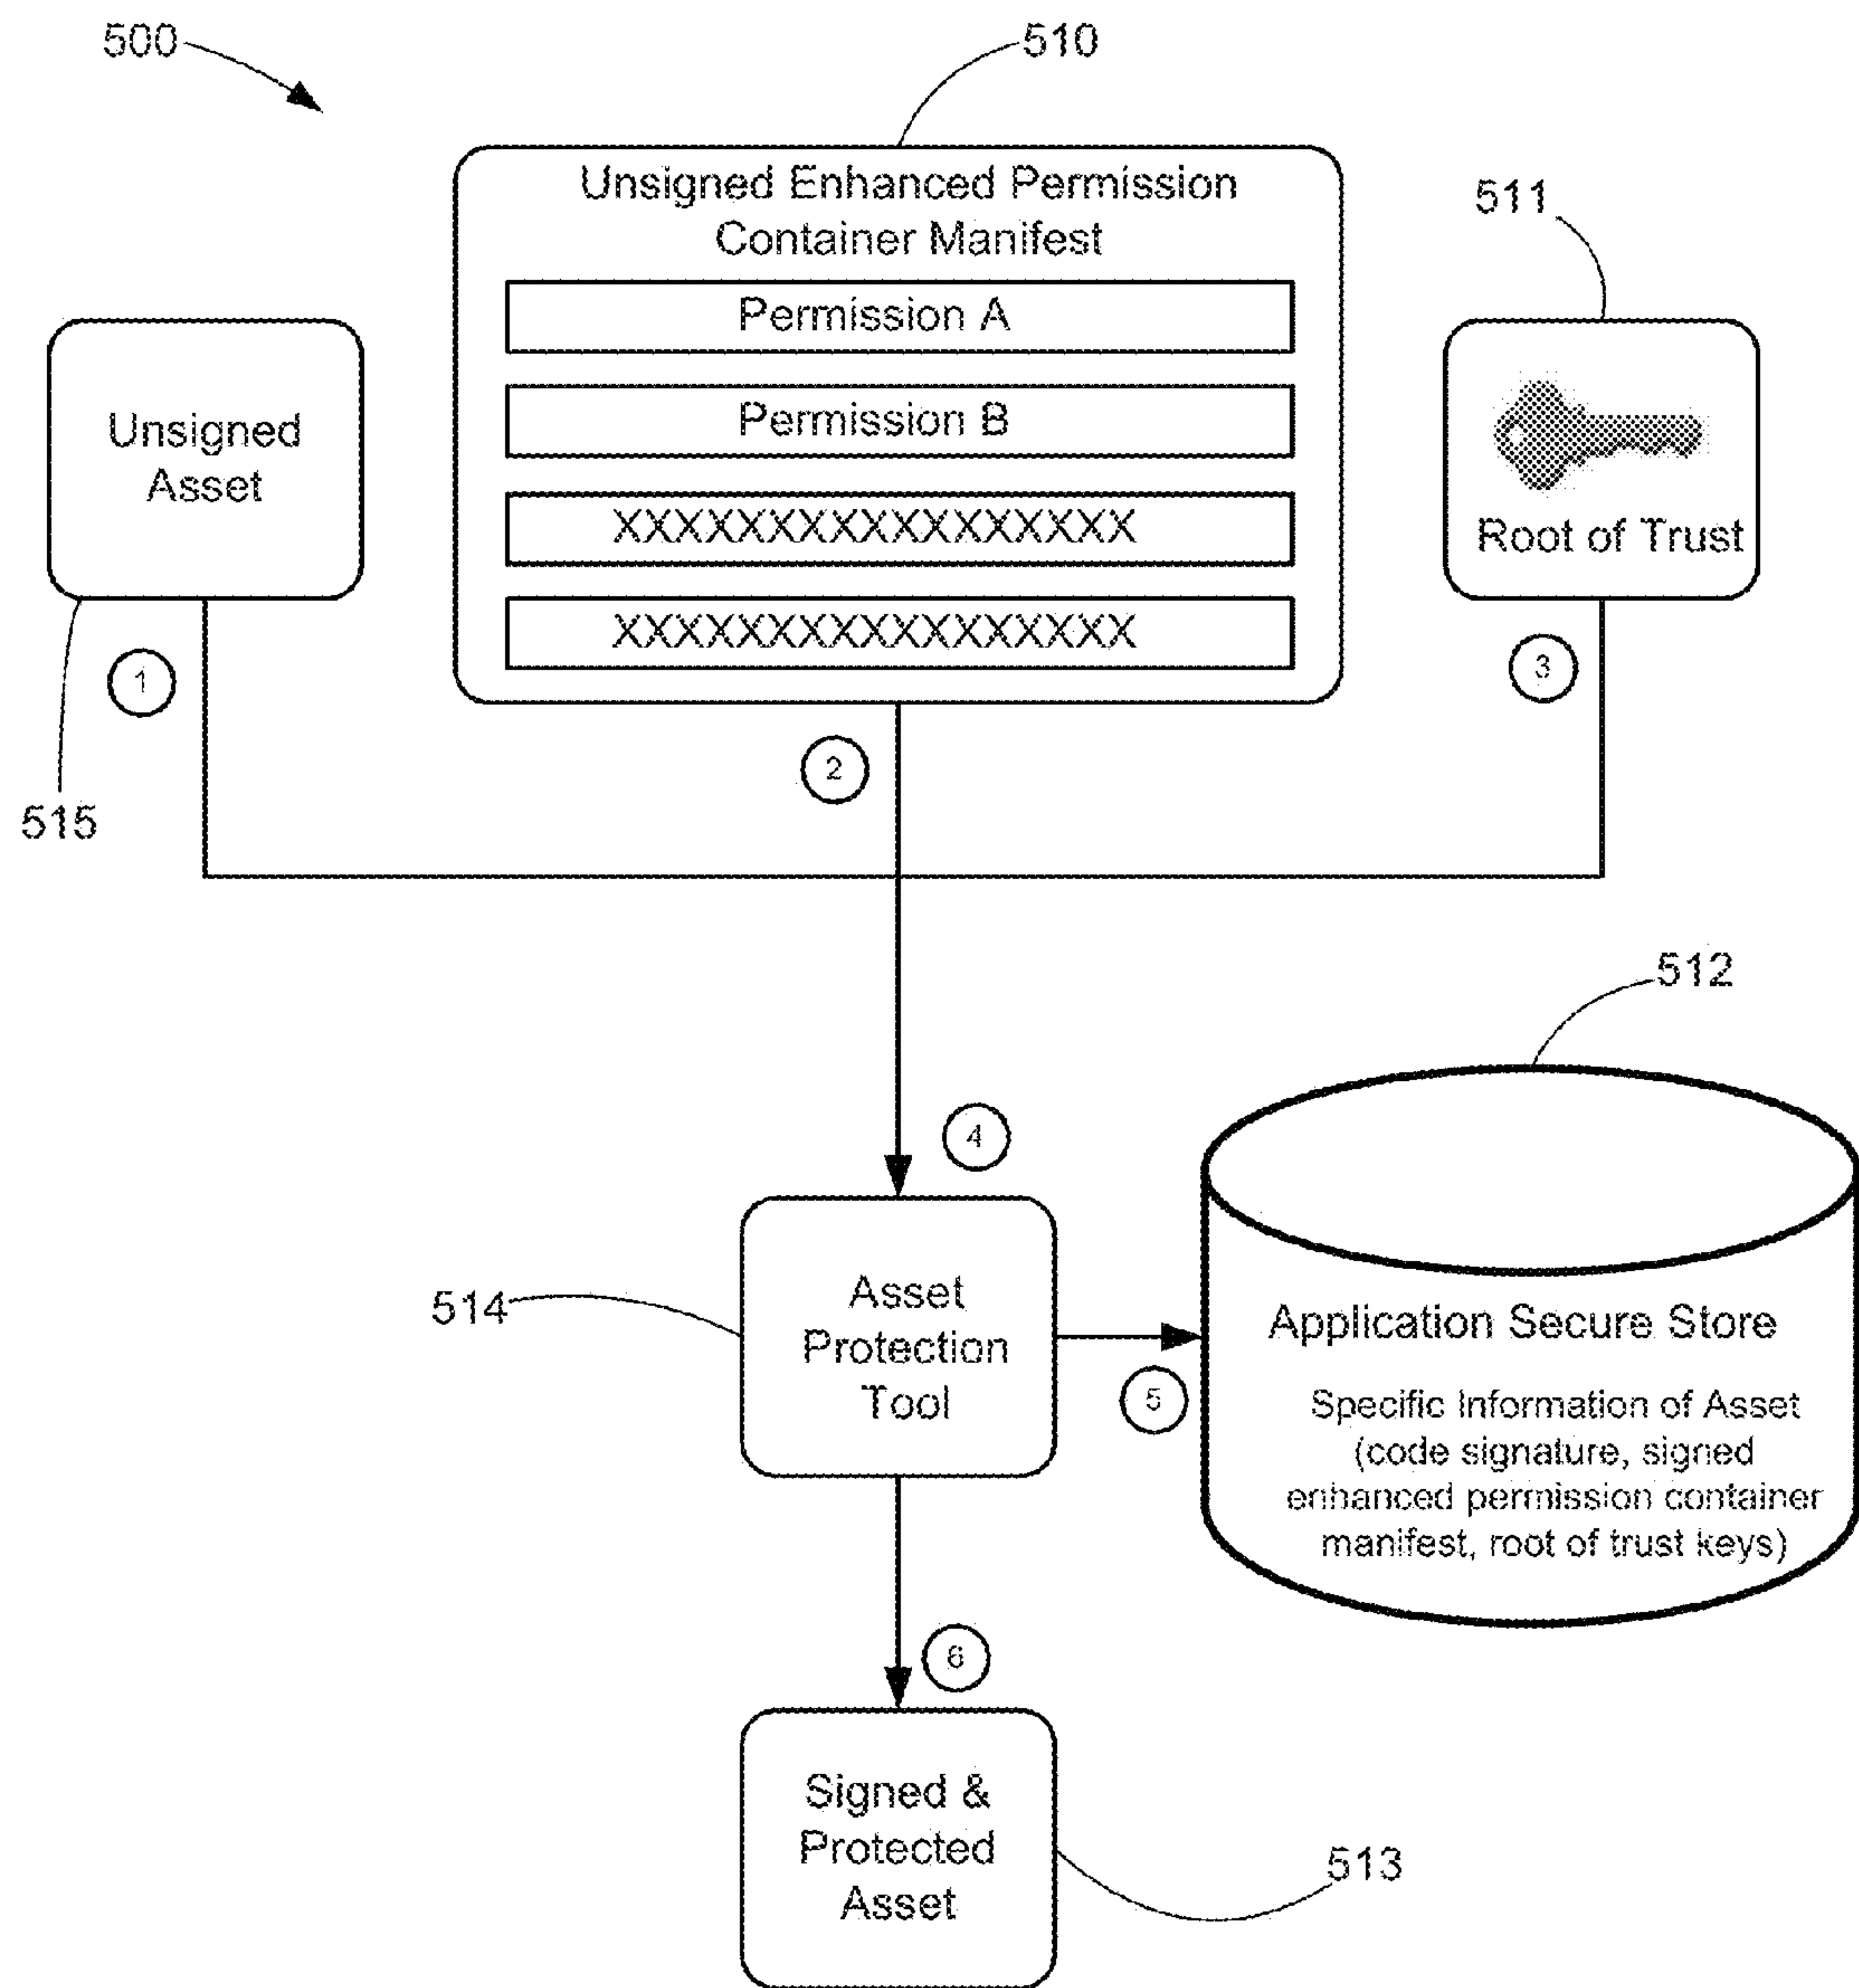 500
510
Unsigned Enhanced Permission
Container Manifest
Permission A
Permission B
XXXXXXXXXXXXXXXXX
XXXXXXXXXXXXXXXXX
511
Root of Trust
Unsigned
Asset
515
1
2
3
4
512
514
Asset
Protection
Tool
5
Application Secure Store
Specific Information of Asset
(code signature, signed
enhanced permission container
manifest, root of trust keys)
6
Signed &
Protected
Asset
513